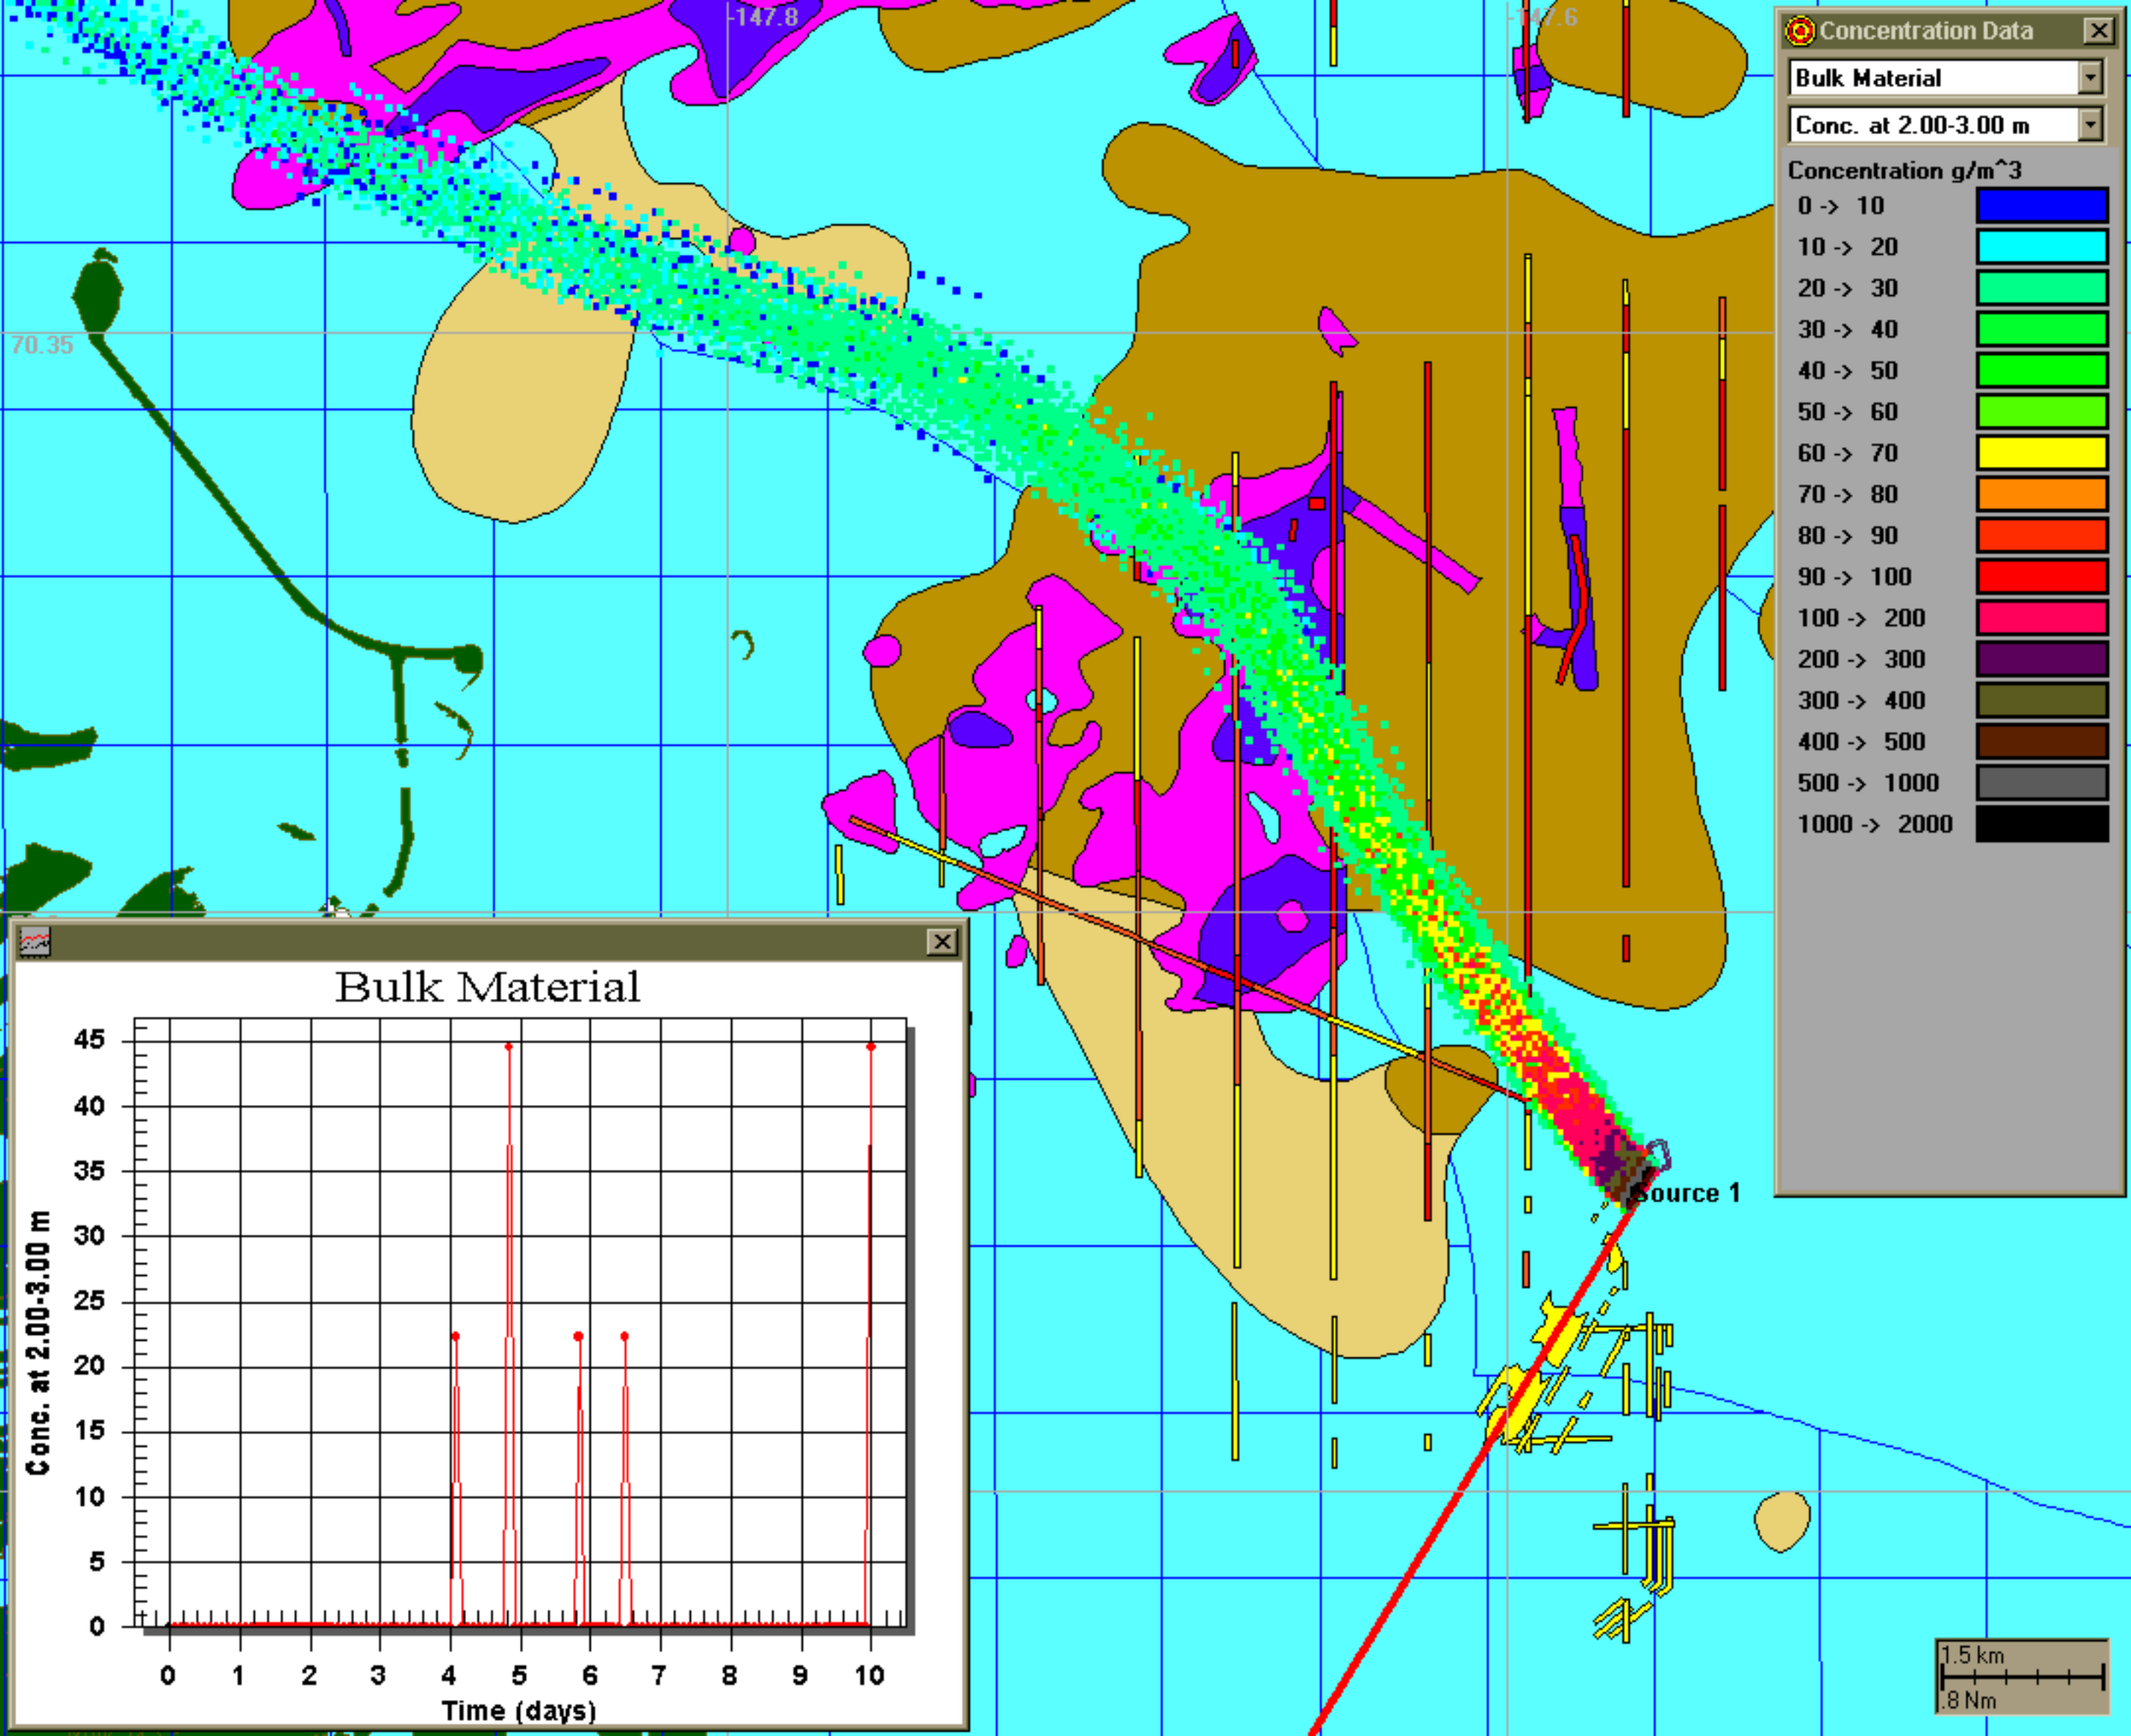 -147.8
-147.6
70.35
Source 1
Concentration Data
Bulk Material
Conc. at 2.00-3.00 m
Concentration g/m^3
0 -> 10
10 -> 20
20 -> 30
30 -> 40
40 -> 50
50 -> 60
60 -> 70
70 -> 80
80 -> 90
90 -> 100
100 -> 200
200 -> 300
300 -> 400
400 -> 500
500 -> 1000
1000 -> 2000
Bulk Material
Conc. at 2.00-3.00 m
45
40
35
30
25
20
15
10
5
0
0 1 2 3 4 5 6 7 8 9 10
Time (days)
1.5 km
.8 Nm